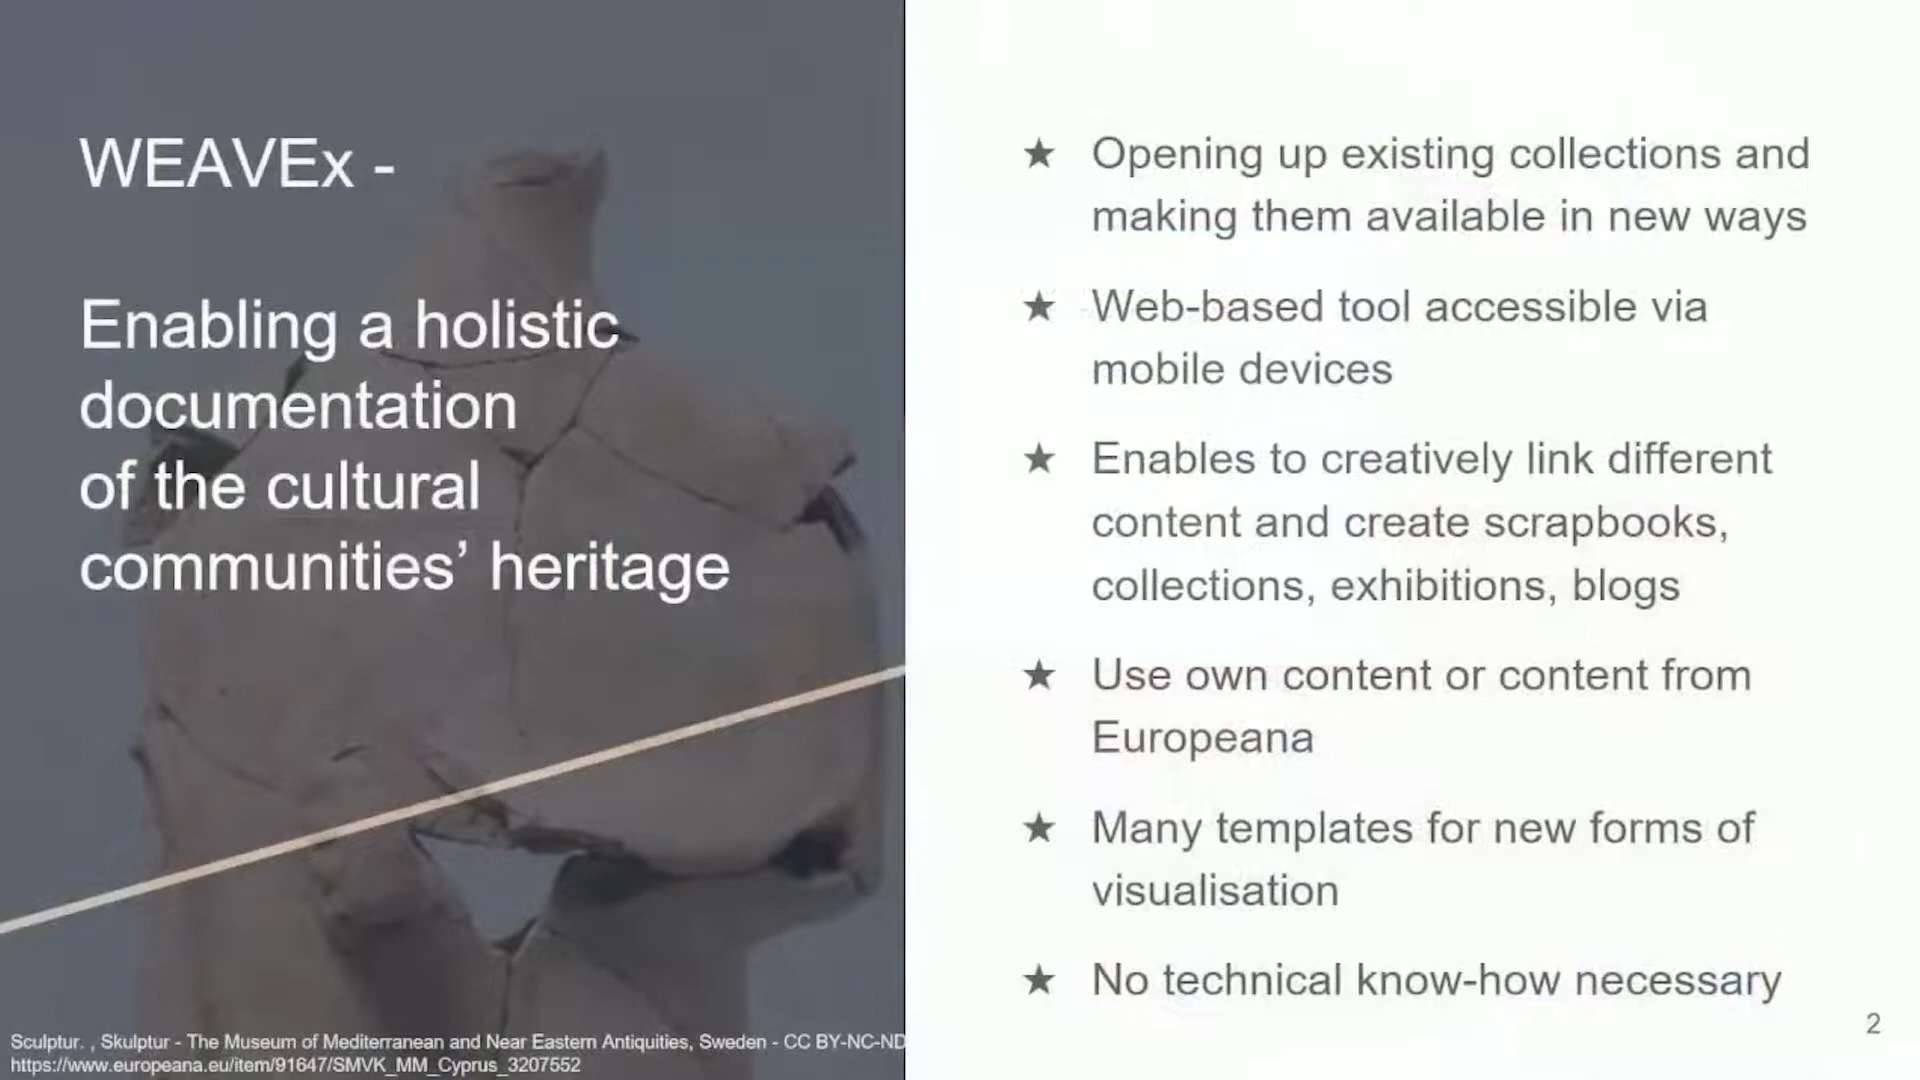 WEAVEx -
Enabling a holistic
documentation
of the cultural
communities’ heritage
Sculptur. , Skulptur - The Museum of Mediterranean and Near Eastern Antiquities, Sweden - CC BY-NC-ND
https://www.europeana.eu/item/91647/SMVK_MM_Cyprus_3207552
★ Opening up existing collections and
making them available in new ways
★ Web-based tool accessible via
mobile devices
★ Enables to creatively link different
content and create scrapbooks,
collections, exhibitions, blogs
★ Use own content or content from
Europeana
★ Many templates for new forms of
visualisation
★ No technical know-how necessary
2